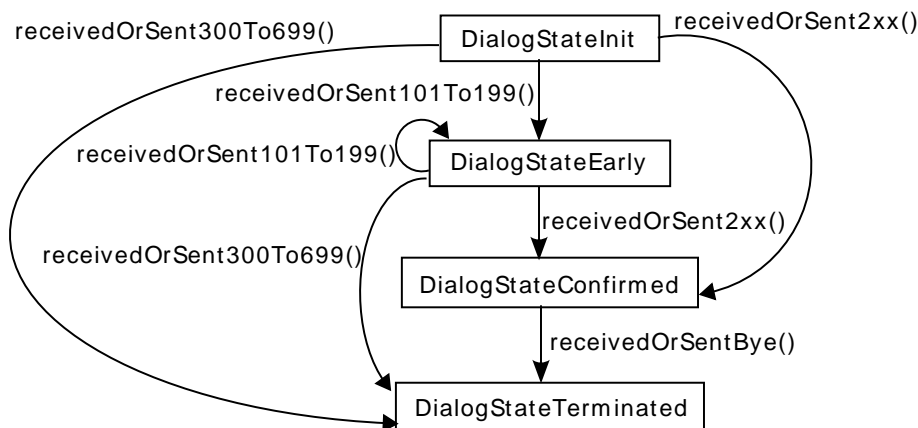 receivedOrSent300To699()
DialogStateInit
receivedOrSent2xx()
receivedOrSent101To199()
receivedOrSent101To199()
DialogStateEarly
receivedOrSent2xx()
receivedOrSent300To699()
DialogStateConfirmed
receivedOrSentBye()
DialogStateTerminated